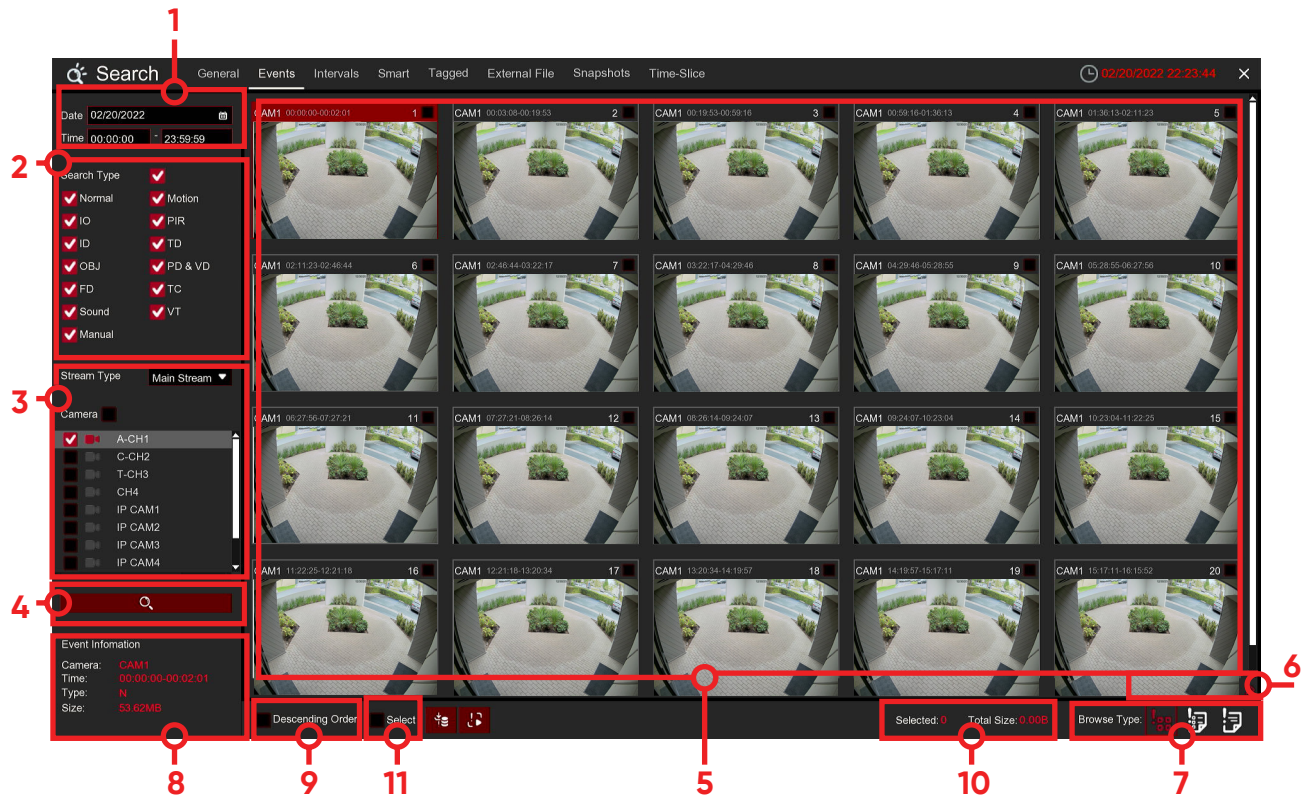 1
Search General Events Intervals Smart Tagged External File Snapshots Time-Slice 02/20/2022 22:23:44
Date 02/20/2022
Time 00:00:00 - 23:59:59
2
Search Type
Normal Motion
IO PIR
ID TD
OBJ PD & VD
FD TC
Sound VT
Manual
3
Stream Type Main Stream
Camera
A-CH1
C-CH2
T-CH3
CH4
IP CAM1
IP CAM2
IP CAM3
IP CAM4
4
Event Infomation
Camera: CAM1
Time: 00:00:00-00:02:01
Type: N
Size: 53.62MB
8
CAM1 00:00:00-00:02:01 1
CAM1 00:03:08-00:19:53 2
CAM1 00:19:53-00:59:16 3
CAM1 00:59:16-01:36:13 4
CAM1 01:36:13-02:11:23 5
CAM1 02:11:23-02:46:44 6
CAM1 02:46:44-03:22:17 7
CAM1 03:22:17-04:29:46 8
CAM1 04:29:46-05:28:55 9
CAM1 05:28:55-06:27:56 10
CAM1 06:27:56-07:27:21 11
CAM1 07:27:21-08:26:14 12
CAM1 08:26:14-09:24:07 13
CAM1 09:24:07-10:23:04 14
CAM1 10:23:04-11:22:25 15
CAM1 11:22:25-12:21:18 16
CAM1 12:21:18-13:20:34 17
CAM1 13:20:34-14:19:57 18
CAM1 14:19:57-15:17:11 19
CAM1 15:17:11-16:15:52 20
6
Descending Order Select Selected: 0 Total Size: 0.00B Browse Type:
9
11
5
10
7